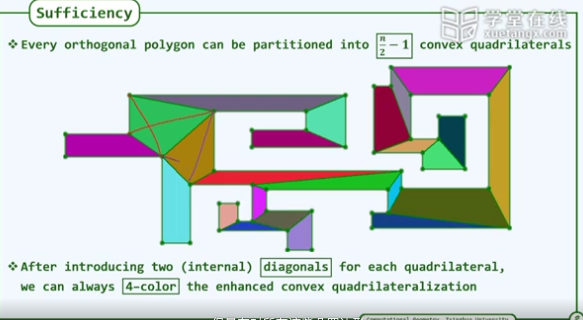 Sufficiency
学堂在线
xuetangx.com
❖ Every orthogonal polygon can be partitioned into n/2 - 1 convex quadrilaterals
❖ After introducing two (internal) diagonals for each quadrilateral,
we can always 4-color the enhanced convex quadrilateralization
Computational Geometry, Tsinghua University